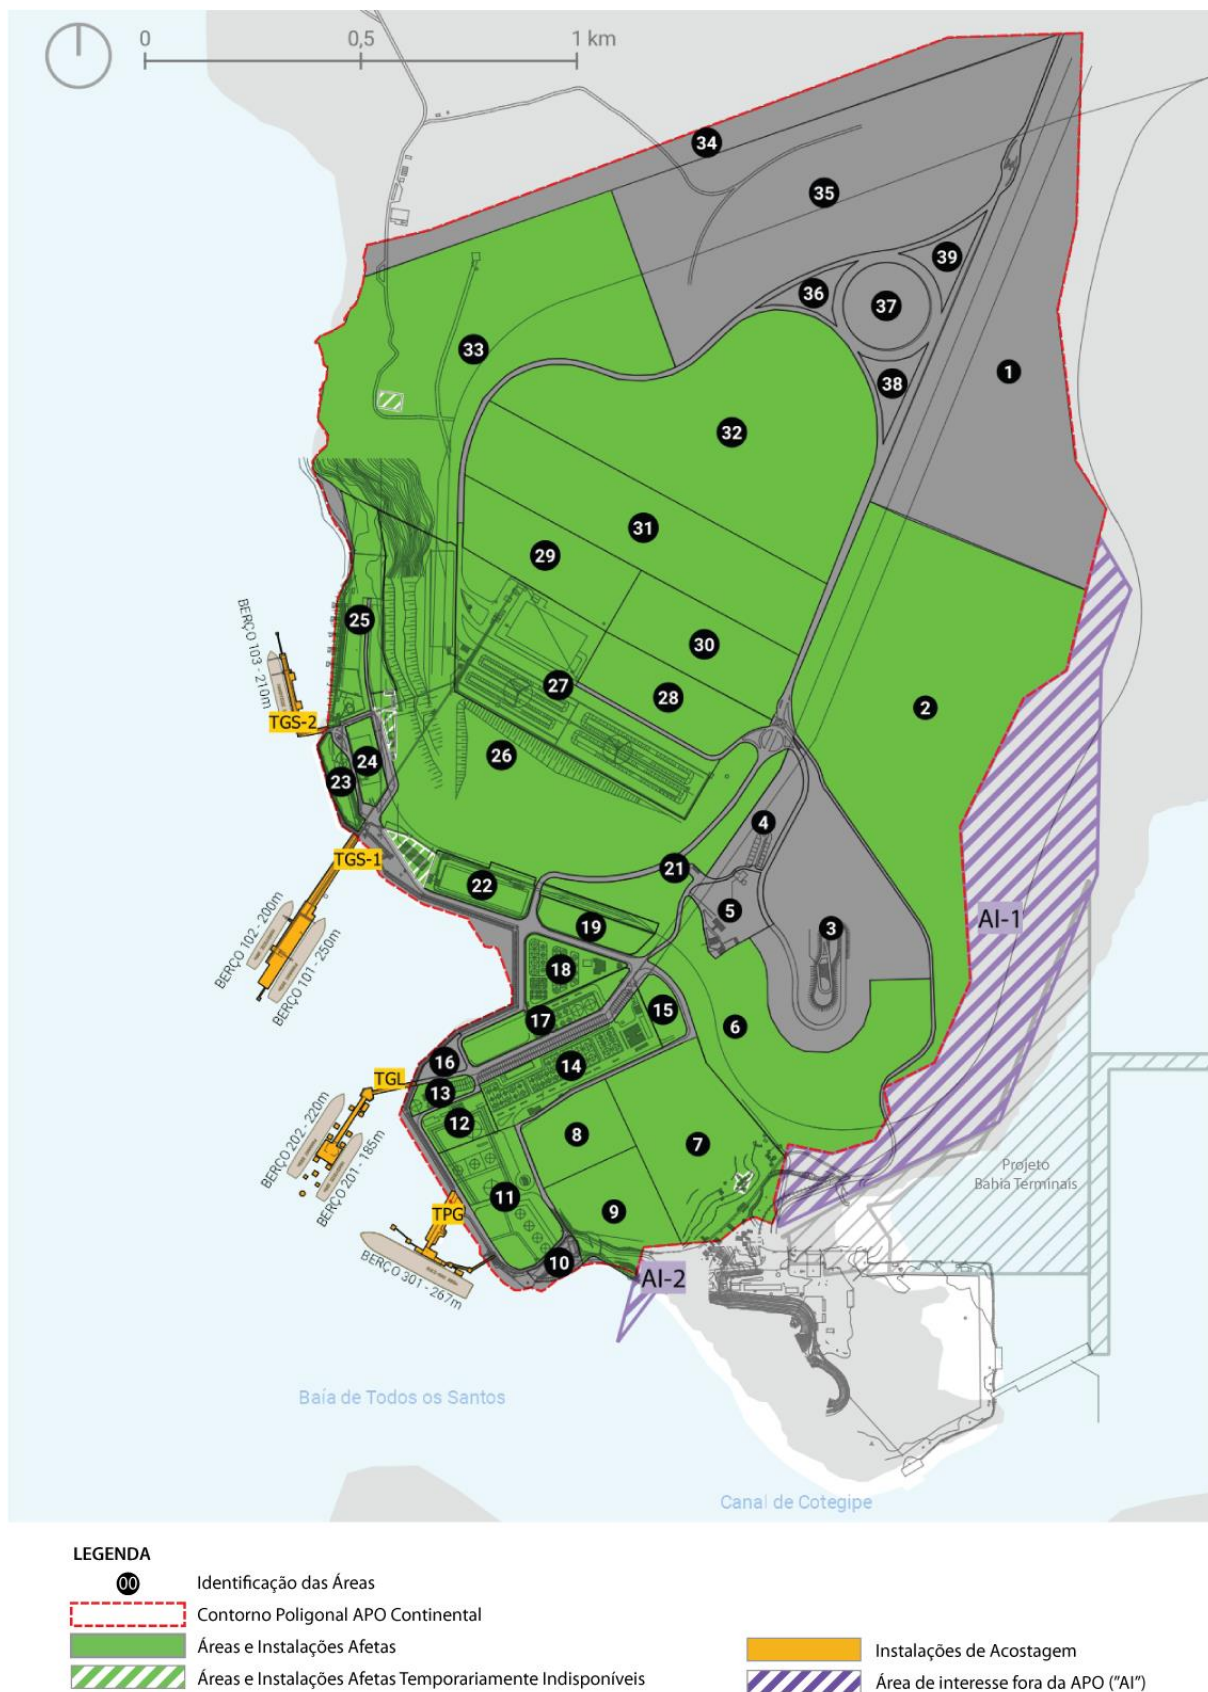 0 0,5 1 km
34
35
39
36
37
33
1
38
32
31
29
25
30
27
28
2
BERÇO 103 - 210m
TGS-2
26
24
23
4
TGS-1
21
22
5
AI-1
19
3
BERÇO 102 - 200m
BERÇO 101 - 250m
18
15
17
6
16
14
TGL
13
12
8
7
BERÇO 202 - 220m
BERÇO 201 - 185m
Projeto
Bahia Terminais
11
9
TPG
10
BERÇO 301 - 267m
AI-2
Baía de Todos os Santos
Canal de Cotegipe
LEGENDA
00 Identificação das Áreas
Contorno Poligonal APO Continental
Áreas e Instalações Afetas
Instalações de Acostagem
Áreas e Instalações Afetas Temporariamente Indisponíveis
Área de interesse fora da APO ("AI")